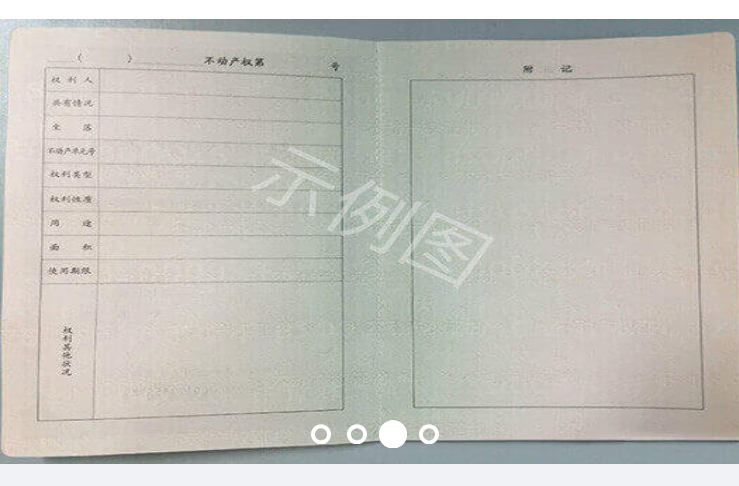 （ ） 不动产权第 号
权利人
共有情况
坐落
不动产单元号
权利类型
权利性质
用途
面积
使用期限
权利其他状况
附记
示例图